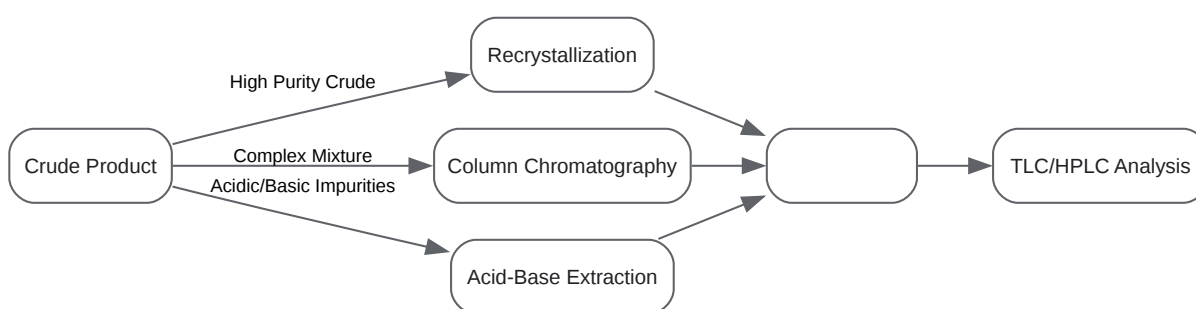 Recrystallization
High Purity Crude
Crude Product
Complex Mixture
Column Chromatography
TLC/HPLC Analysis
Acidic/Basic Impurities
Acid-Base Extraction